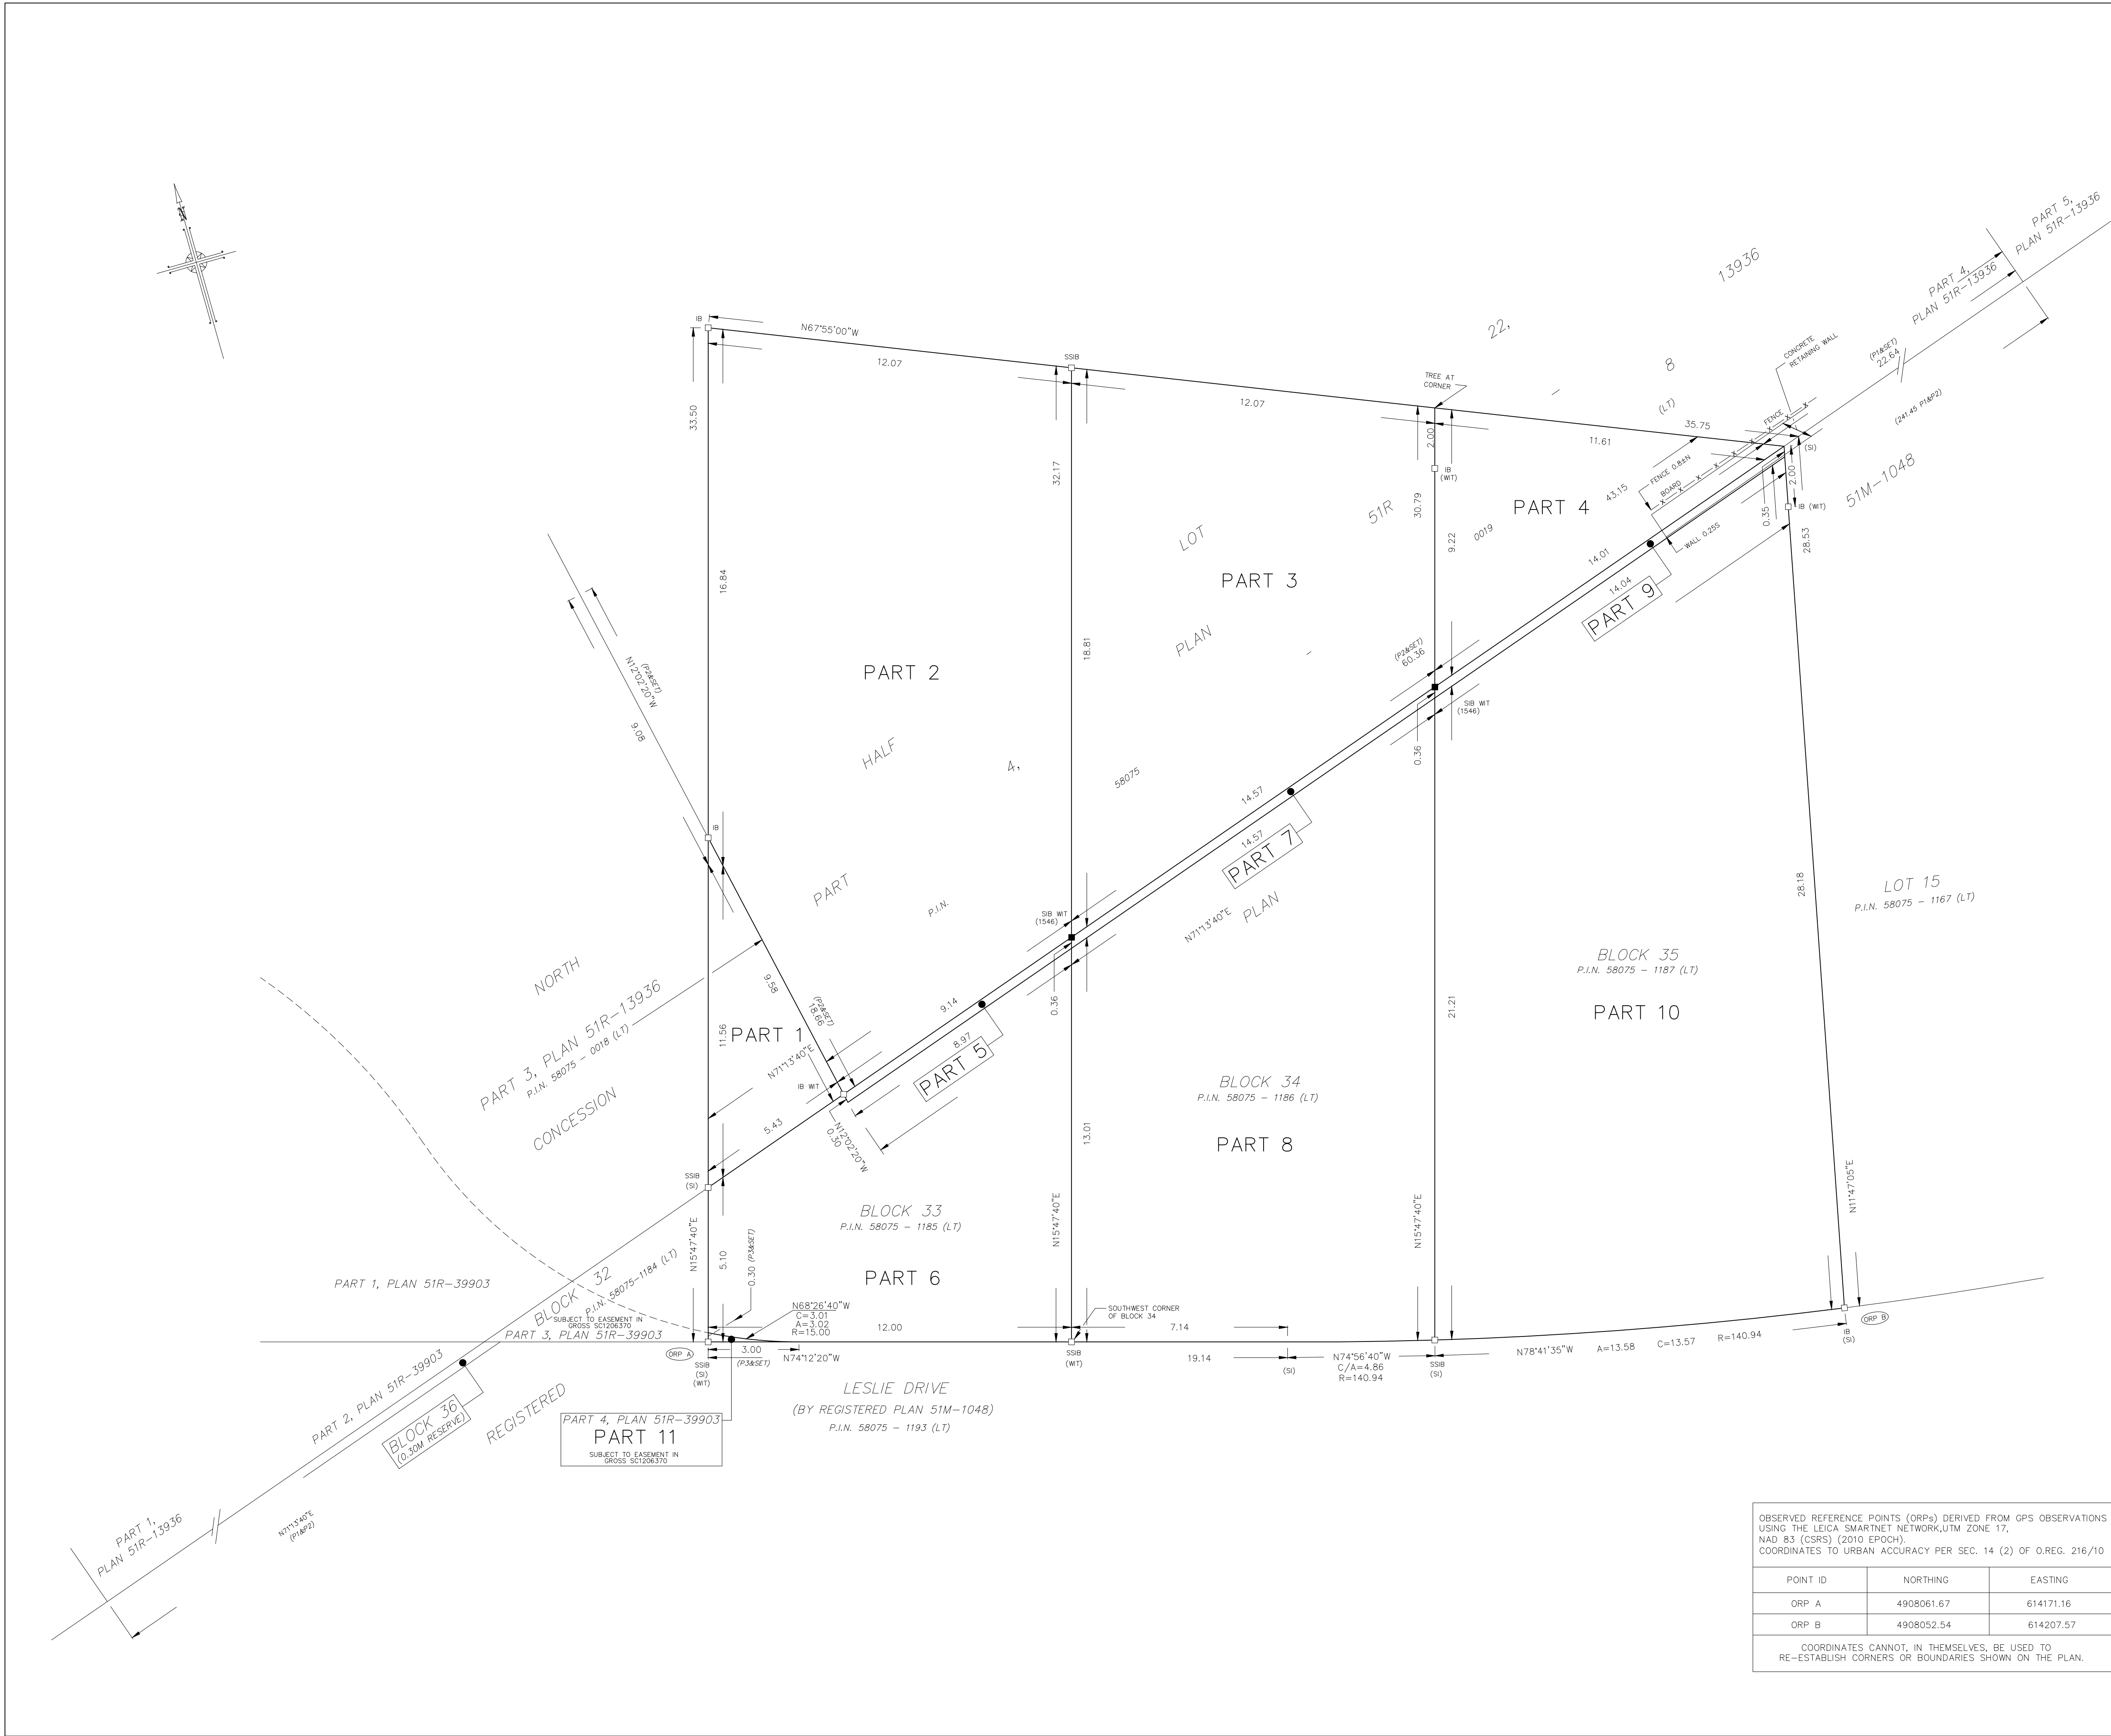 N
IB
N67°55'00"W
12.07
SSIB
12.07
TREE AT
CORNER
35.75
11.61
33.50
32.17
2.00
IB
(WIT)
30.79
9.22
16.84
18.81
22,
13936
8
(LT)
-
51R
LOT
PLAN
-
0019
PART 4
PART 3
PART 2
HALF
4,
58075
PART
P.I.N.
CONCRETE
RETAINING WALL
FENCE
BOARD
FENCE 0.8±N
WALL 0.25S
43.15
(SI)
2.00
IB (WIT)
0.35
28.53
PART 5,
PLAN 51R-13936
PART 4,
PLAN 51R-13936
(P1&SET)
22.64
(241.45 P1&P2)
51M-1048
14.01
14.04
PART 9
(P2&SET)
60.36
SIB WIT
(1546)
0.36
14.57
14.57
PART 7
N71°13'40"E
PLAN
(P2&SET)
N12°02'20"W
9.08
IB
SIB WIT
(1546)
0.36
9.58
(P2&SET)
18.66
9.14
8.97
PART 5
NORTH
PART 3, PLAN 51R-13936
P.I.N. 58075 - 0018 (LT)
CONCESSION
11.56
PART 1
N71°13'40"E
IB WIT
5.43
N12°02'20"W
0.30
SSIB
(SI)
28.18
LOT 15
P.I.N. 58075 - 1167 (LT)
BLOCK 35
P.I.N. 58075 - 1187 (LT)
PART 10
21.21
BLOCK 34
P.I.N. 58075 - 1186 (LT)
PART 8
13.01
N15°47'40"E
N15°47'40"E
N11°47'05"E
BLOCK 33
P.I.N. 58075 - 1185 (LT)
PART 6
N15°47'40"E
5.10
0.30 (P3&SET)
N68°26'40"W
C=3.01
A=3.02
R=15.00
12.00
SOUTHWEST CORNER
OF BLOCK 34
7.14
PART 1, PLAN 51R-39903
BLOCK 32
P.I.N. 58075-1184 (LT)
SUBJECT TO EASEMENT IN
GROSS SC1206370
PART 3, PLAN 51R-39903
ORP A
3.00
(P3&SET)
N74°12'20"W
SSIB
(SI)
(WIT)
SSIB
(WIT)
19.14
(SI)
N74°56'40"W
C/A=4.86
R=140.94
SSIB
(SI)
N78°41'35"W
A=13.58
C=13.57
R=140.94
IB
(SI)
ORP B
PART 2, PLAN 51R-39903
BLOCK 36
(0.30M RESERVE)
REGISTERED
LESLIE DRIVE
(BY REGISTERED PLAN 51M-1048)
P.I.N. 58075 - 1193 (LT)
PART 4, PLAN 51R-39903
PART 11
SUBJECT TO EASEMENT IN
GROSS SC1206370
PART 1,
PLAN 51R-13936
N71°13'40"E
(P1&P2)
OBSERVED REFERENCE POINTS (ORPs) DERIVED FROM GPS OBSERVATIONS
USING THE LEICA SMARTNET NETWORK,UTM ZONE 17,
NAD 83 (CSRS) (2010 EPOCH).
COORDINATES TO URBAN ACCURACY PER SEC. 14 (2) OF O.REG. 216/10
POINT ID NORTHING EASTING
ORP A 4908061.67 614171.16
ORP B 4908052.54 614207.57
COORDINATES CANNOT, IN THEMSELVES, BE USED TO
RE-ESTABLISH CORNERS OR BOUNDARIES SHOWN ON THE PLAN.